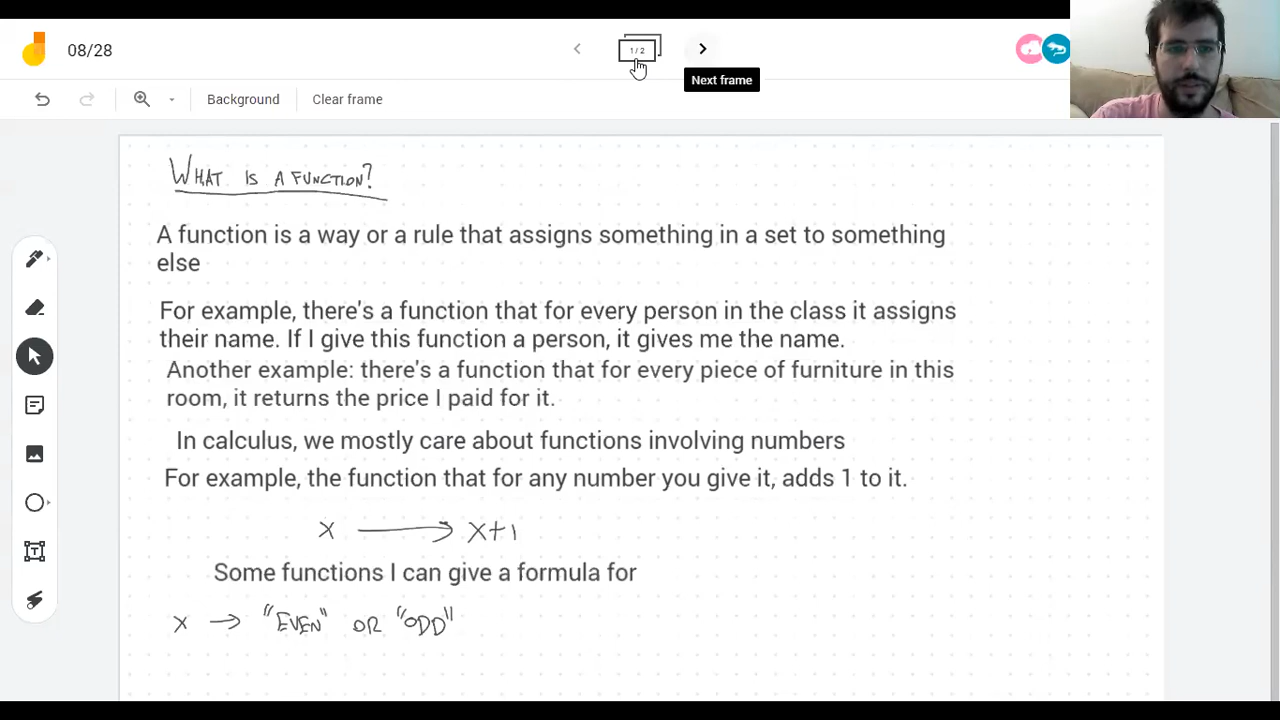 08/28
1 / 2
Next frame
Background
Clear frame
WHAT IS A FUNCTION?
A function is a way or a rule that assigns something in a set to something
else
For example, there's a function that for every person in the class it assigns
their name. If I give this function a person, it gives me the name.
Another example: there's a function that for every piece of furniture in this
room, it returns the price I paid for it.
In calculus, we mostly care about functions involving numbers
For example, the function that for any number you give it, adds 1 to it.
x → x+1
Some functions I can give a formula for
x → "EVEN" OR "ODD"